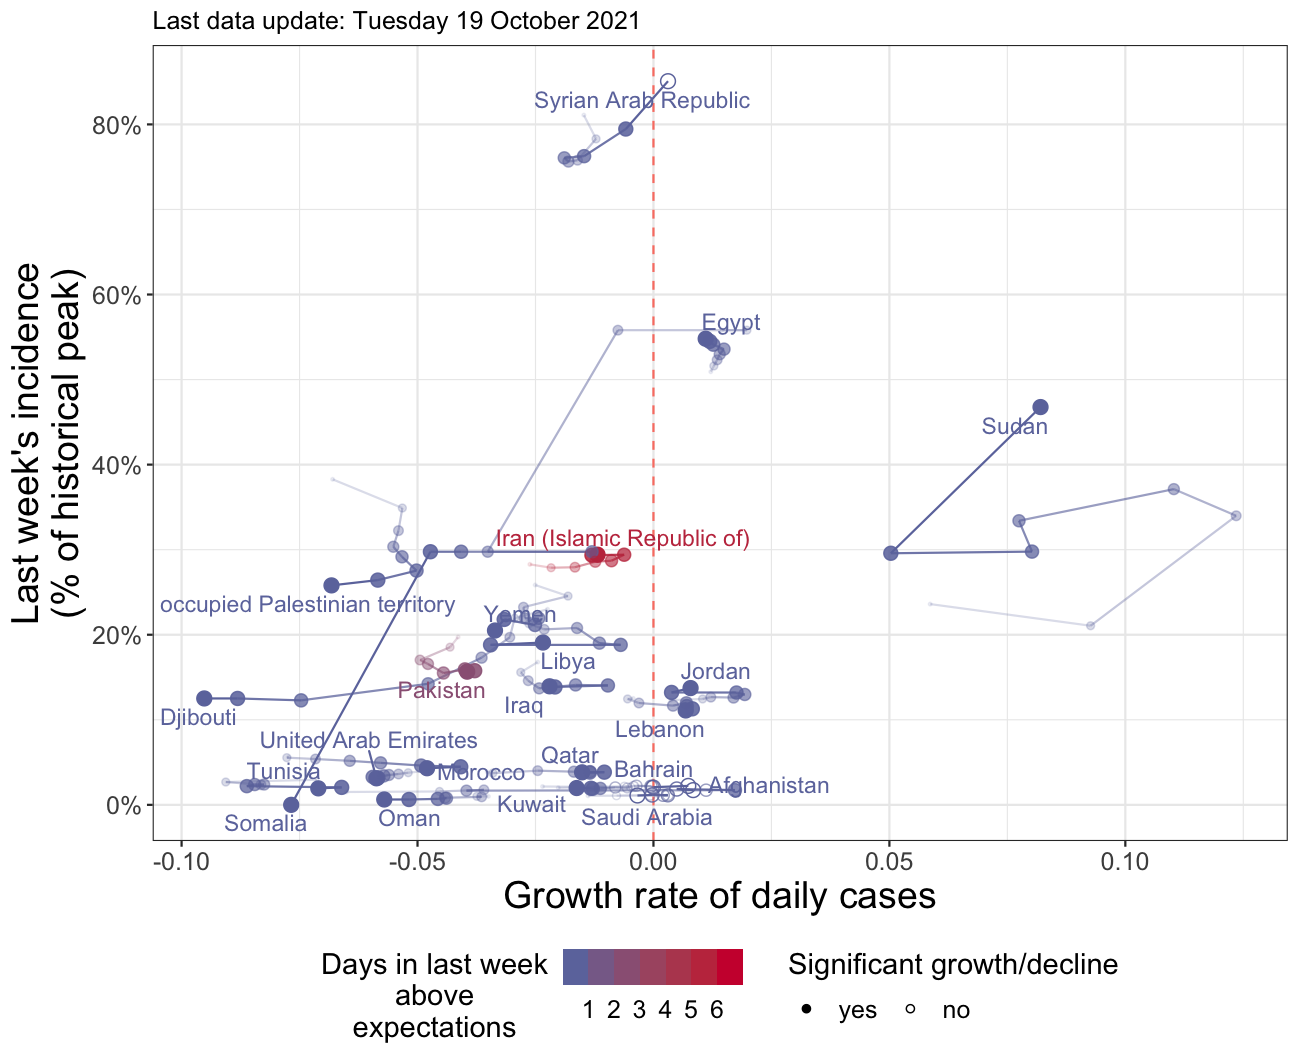 Last data update: Tuesday 19 October 2021
Last week's incidence
(% of historical peak)
80%
60%
40%
20%
0%
Syrian Arab Republic
Egypt
Sudan
Iran (Islamic Republic of)
occupied Palestinian territory
Yemen
Libya
Pakistan
Jordan
Iraq
Djibouti
Lebanon
United Arab Emirates
Qatar
Tunisia
Morocco
Bahrain
Afghanistan
Kuwait
Somalia
Oman
Saudi Arabia
-0.10
-0.05
0.00
0.05
0.10
Growth rate of daily cases
Days in last week
above
expectations
1 2 3 4 5 6
Significant growth/decline
yes no